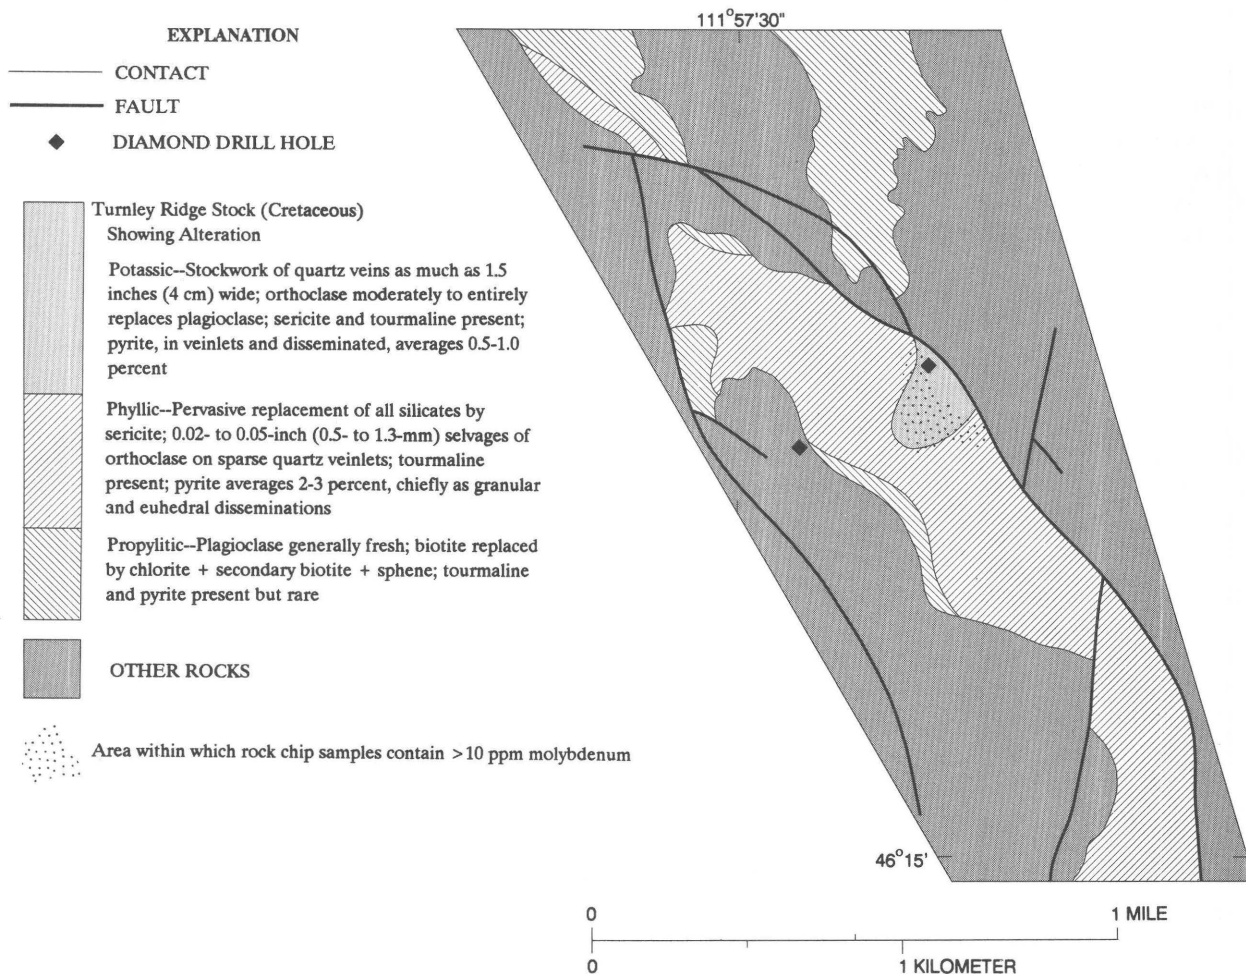 EXPLANATION
CONTACT
FAULT
DIAMOND DRILL HOLE
Turnley Ridge Stock (Cretaceous)
Showing Alteration
Potassic--Stockwork of quartz veins as much as 1.5
inches (4 cm) wide; orthoclase moderately to entirely
replaces plagioclase; sericite and tourmaline present;
pyrite, in veinlets and disseminated, averages 0.5-1.0
percent
Phyllic--Pervasive replacement of all silicates by
sericite; 0.02- to 0.05-inch (0.5- to 1.3-mm) selvages of
orthoclase on sparse quartz veinlets; tourmaline
present; pyrite averages 2-3 percent, chiefly as granular
and euhedral disseminations
Propylitic--Plagioclase generally fresh; biotite replaced
by chlorite + secondary biotite + sphene; tourmaline
and pyrite present but rare
OTHER ROCKS
Area within which rock chip samples contain >10 ppm molybdenum
111°57'30"
46°15'
0 1 MILE
0 1 KILOMETER